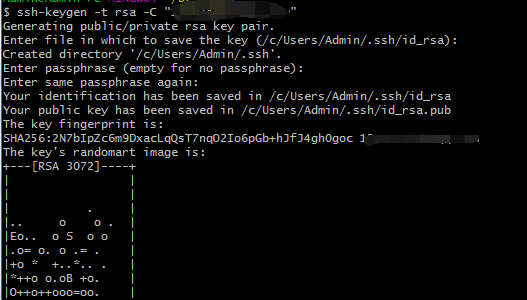 $ ssh-keygen -t rsa -C "
Generating public/private rsa key pair.
Enter file in which to save the key (/c/Users/Admin/.ssh/id_rsa):
Created directory '/c/Users/Admin/.ssh'.
Enter passphrase (empty for no passphrase):
Enter same passphrase again:
Your identification has been saved in /c/Users/Admin/.ssh/id_rsa
Your public key has been saved in /c/Users/Admin/.ssh/id_rsa.pub
The key fingerprint is:
SHA256:2N7bIpZc6m9DxacLqQsT7nqO2Io6pGb+hJfJ4ghOgoc
The key's randomart image is:
+---[RSA 3072]----+
|                 |
|                 |
|           .     |
|..     o    o .  |
|Eo..  o S  o o   |
|.o= o. o .= .    |
|+o *  +..*.. .   |
|*++o o.oB +o.    |
|O++o++ooo=oo.    |